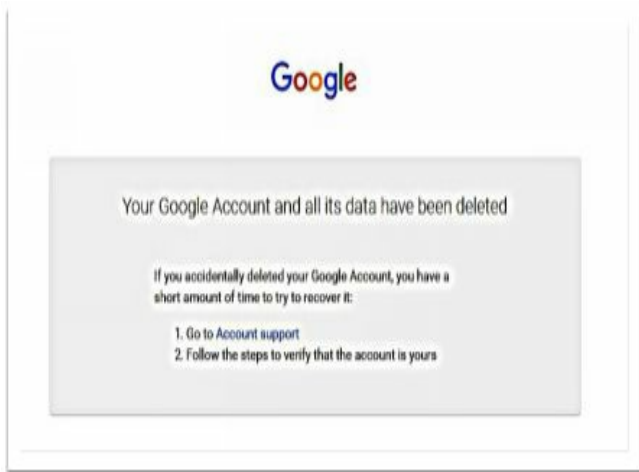 Google
Your Google Account and all its data have been deleted
If you accidentally deleted your Google Account, you have a
short amount of time to try to recover it:
1. Go to Account support
2. Follow the steps to verify that the account is yours